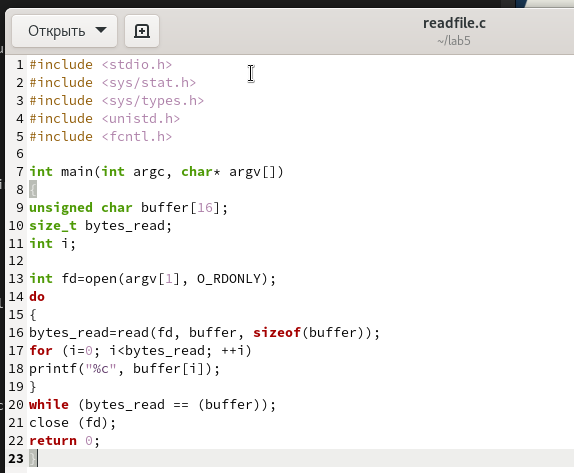 Открыть
readfile.c
~/lab5
1 #include <stdio.h>
2 #include <sys/stat.h>
3 #include <sys/types.h>
4 #include <unistd.h>
5 #include <fcntl.h>
6
7 int main(int argc, char* argv[])
8 {
9 unsigned char buffer[16];
10 size_t bytes_read;
11 int i;
12
13 int fd=open(argv[1], O_RDONLY);
14 do
15 {
16 bytes_read=read(fd, buffer, sizeof(buffer));
17 for (i=0; i<bytes_read; ++i)
18 printf("%c", buffer[i]);
19 }
20 while (bytes_read == (buffer));
21 close (fd);
22 return 0;
23 }